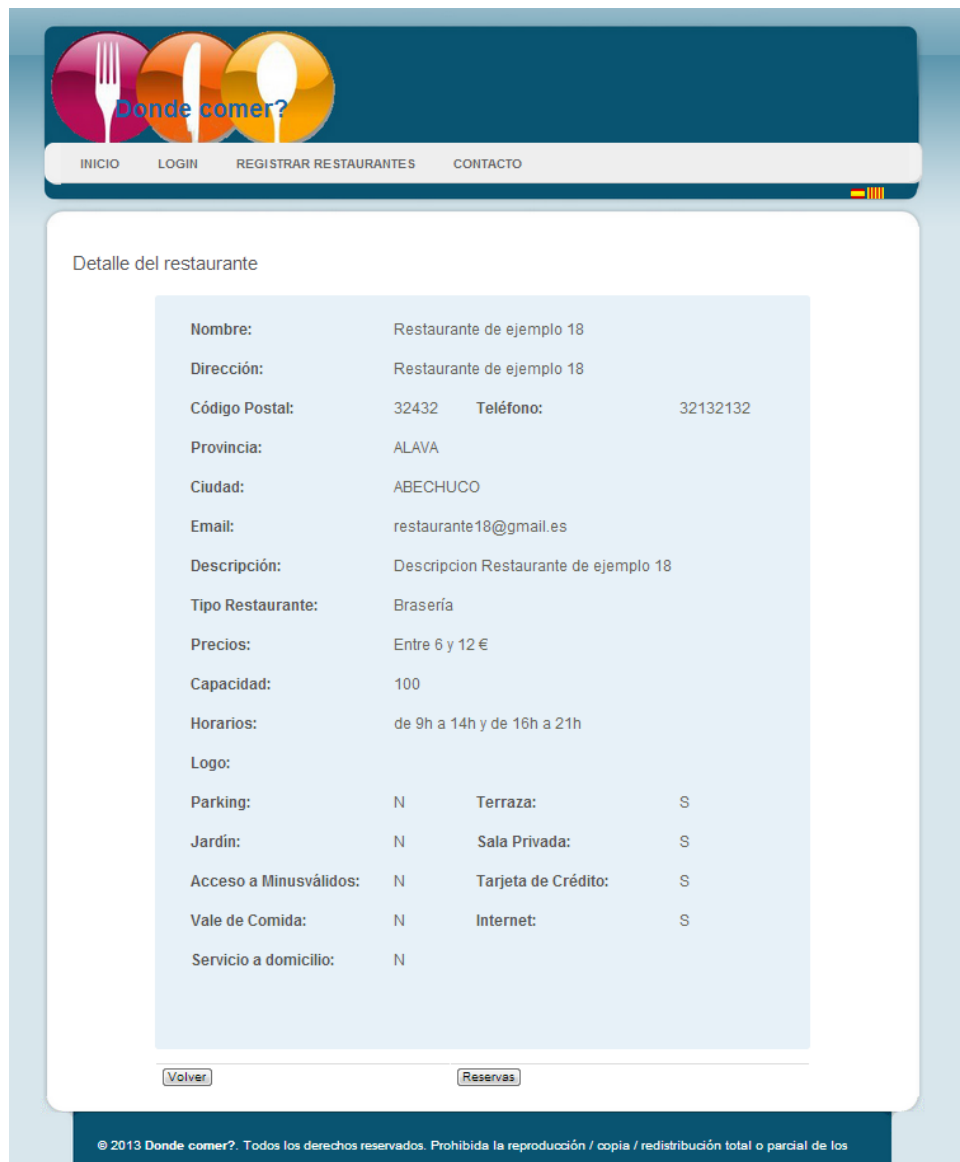 Donde comer?
INICIO LOGIN REGISTRAR RESTAURANTES CONTACTO
Detalle del restaurante
Nombre: Restaurante de ejemplo 18
Dirección: Restaurante de ejemplo 18
Código Postal: 32432 Teléfono: 32132132
Provincia: ALAVA
Ciudad: ABECHUCO
Email: restaurante18@gmail.es
Descripción: Descripcion Restaurante de ejemplo 18
Tipo Restaurante: Brasería
Precios: Entre 6 y 12 €
Capacidad: 100
Horarios: de 9h a 14h y de 16h a 21h
Logo:
Parking: N Terraza: S
Jardín: N Sala Privada: S
Acceso a Minusválidos: N Tarjeta de Crédito: S
Vale de Comida: N Internet: S
Servicio a domicilio: N
Volver Reservas
© 2013 Donde comer?. Todos los derechos reservados. Prohibida la reproducción / copia / redistribución total o parcial de los